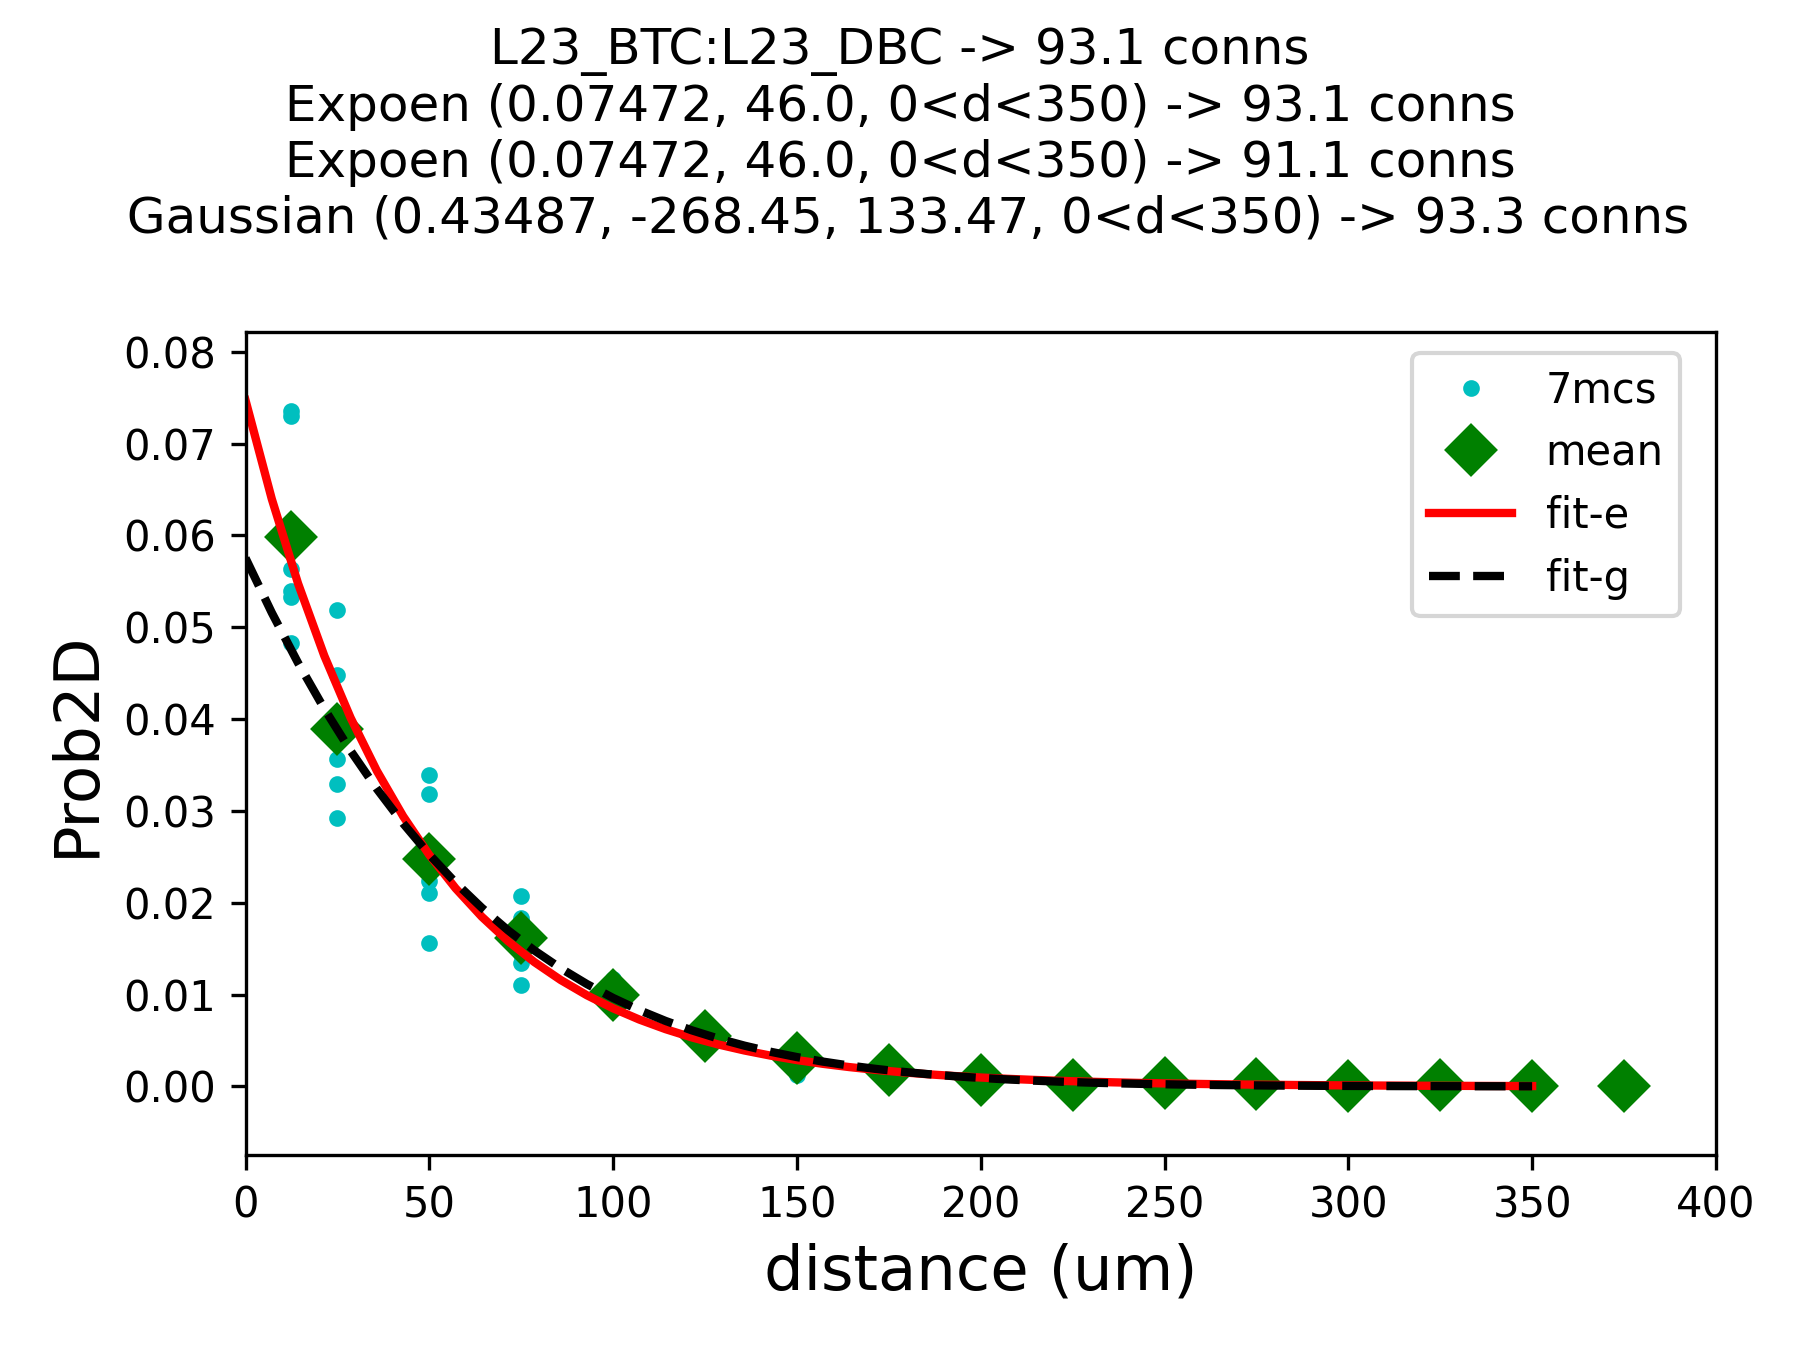 L23_BTC:L23_DBC -> 93.1 conns
Expoen (0.07472, 46.0, 0<d<350) -> 93.1 conns
Expoen (0.07472, 46.0, 0<d<350) -> 91.1 conns
Gaussian (0.43487, -268.45, 133.47, 0<d<350) -> 93.3 conns
0.08
0.07
0.06
0.05
0.04
0.03
0.02
0.01
0.00
Prob2D
7mcs
mean
fit-e
fit-g
0 50 100 150 200 250 300 350 400
distance (um)